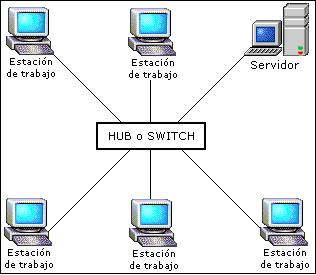 Estación
de trabajo
Estación
de trabajo
Servidor
HUB o SWITCH
Estación
de trabajo
Estación
de trabajo
Estación
de trabajo